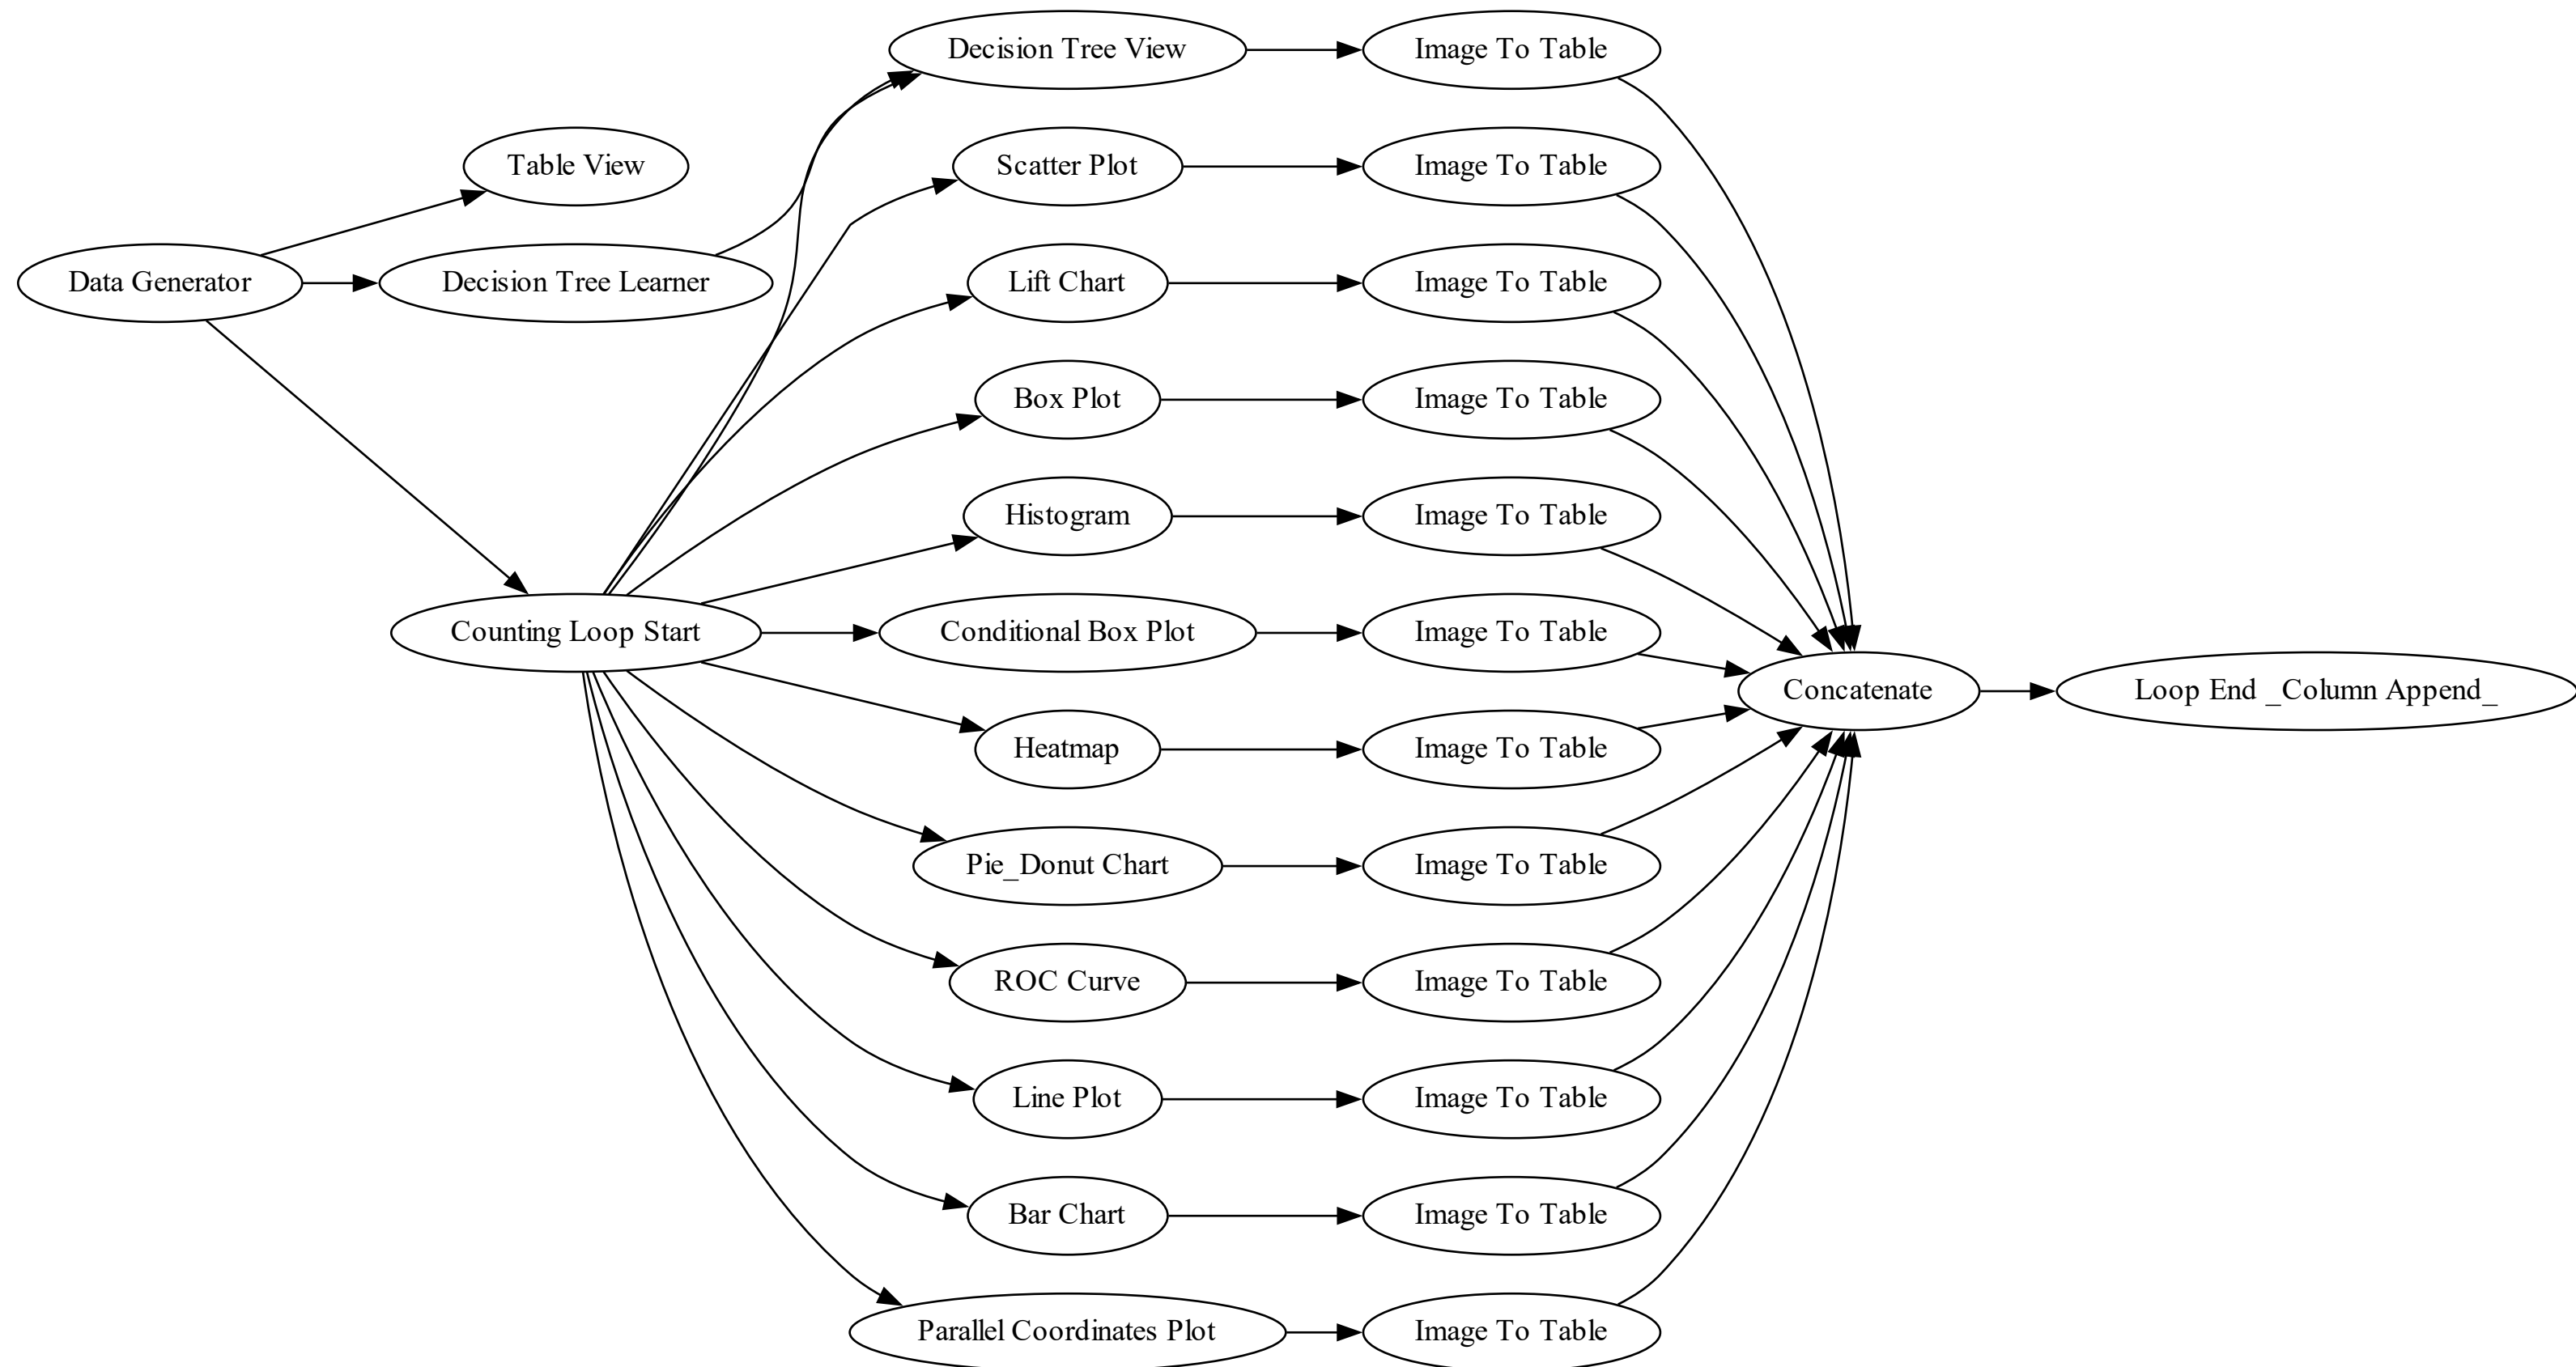 Decision Tree View
Image To Table
Table View
Scatter Plot
Image To Table
Data Generator
Decision Tree Learner
Lift Chart
Image To Table
Box Plot
Image To Table
Histogram
Image To Table
Counting Loop Start
Conditional Box Plot
Image To Table
Concatenate
Loop End _Column Append_
Heatmap
Image To Table
Pie_Donut Chart
Image To Table
ROC Curve
Image To Table
Line Plot
Image To Table
Bar Chart
Image To Table
Parallel Coordinates Plot
Image To Table